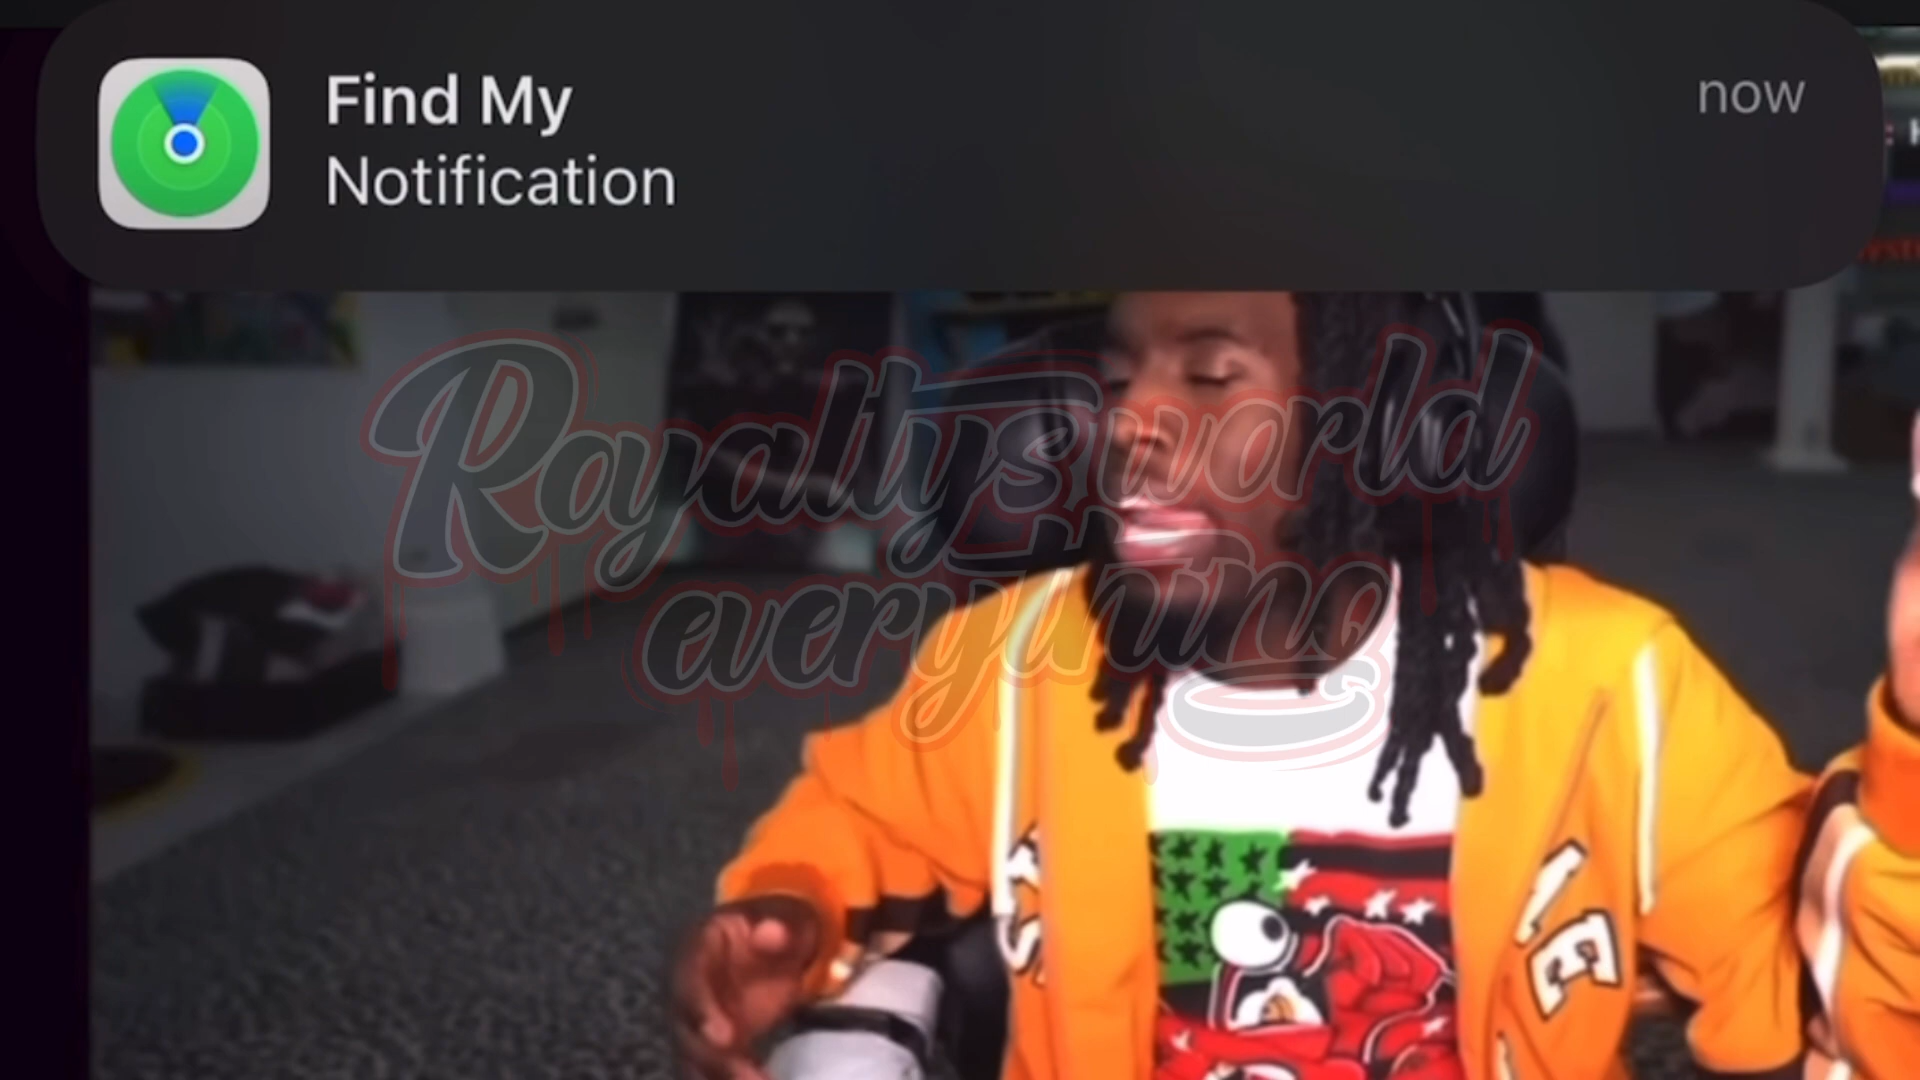 Find My
now
Notification
Royaltysworld
everything